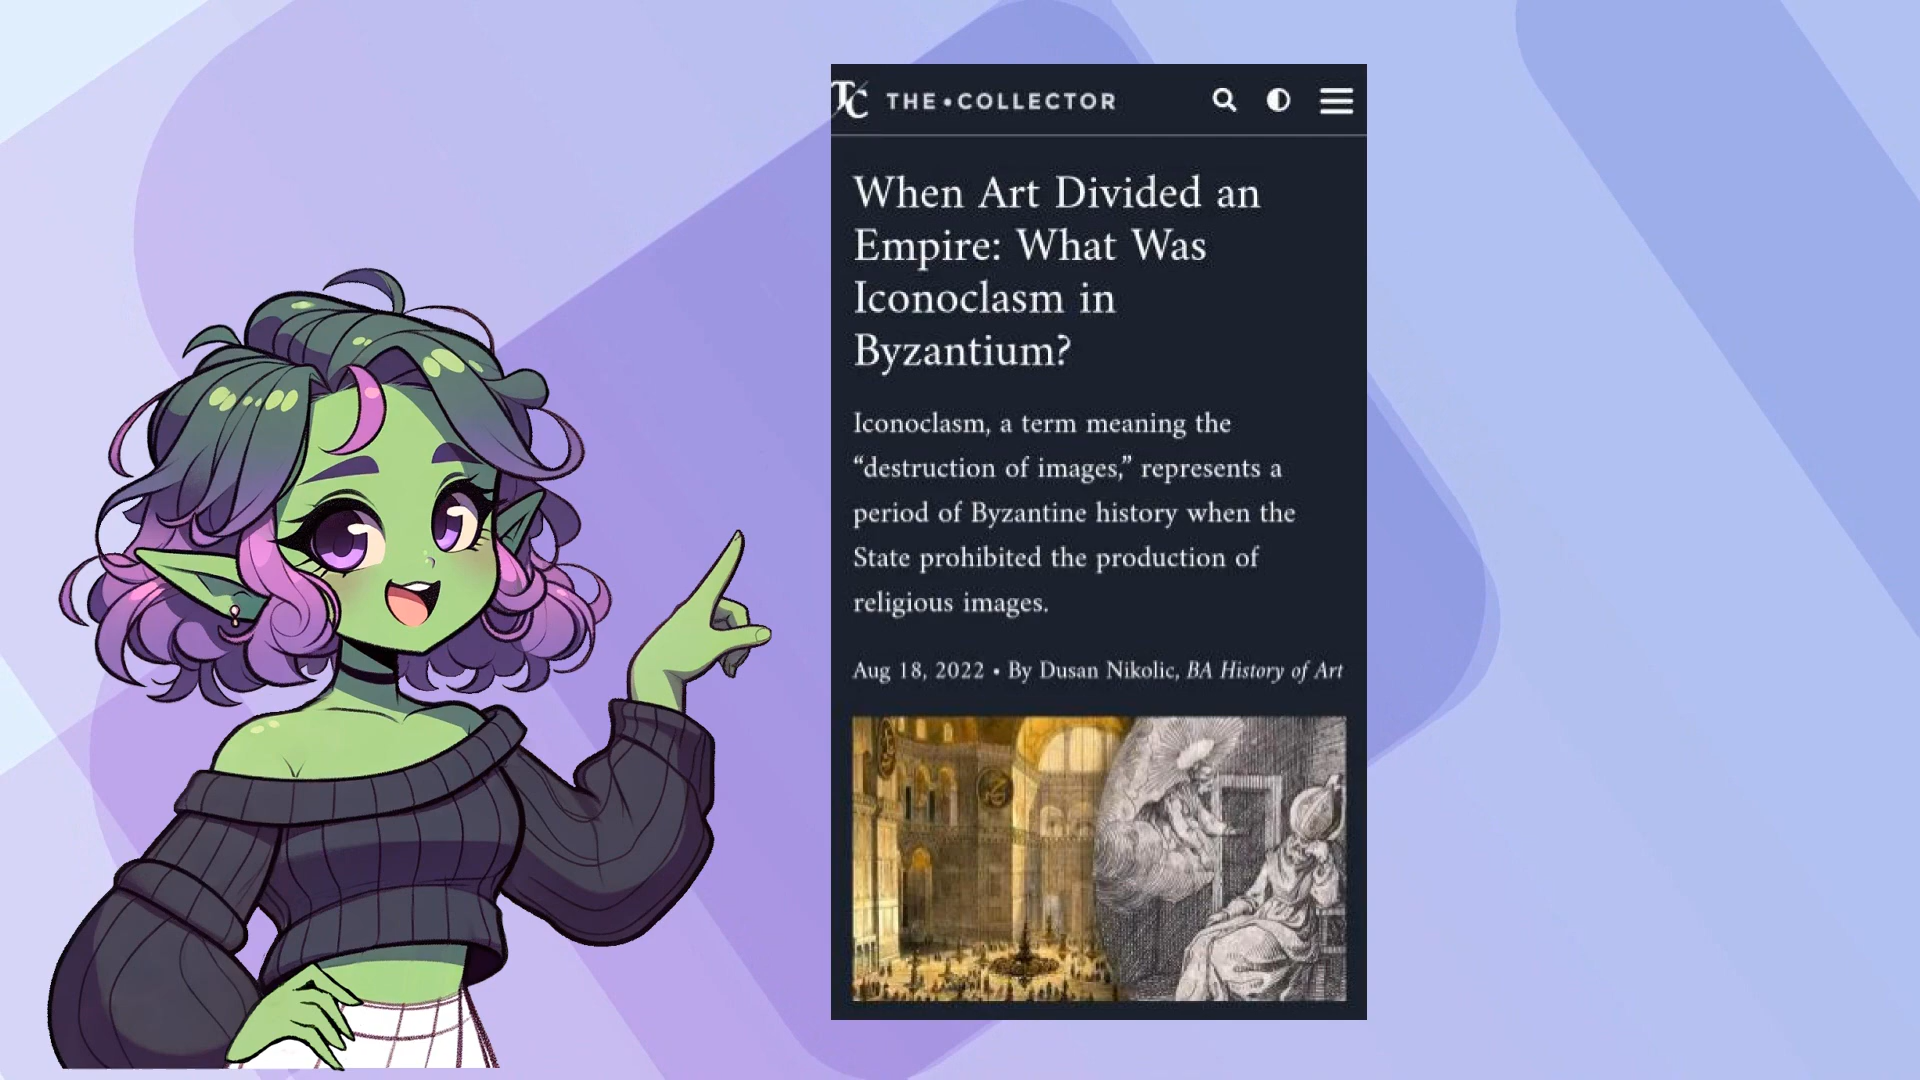 TC THE•COLLECTOR
When Art Divided an
Empire: What Was
Iconoclasm in
Byzantium?
Iconoclasm, a term meaning the
“destruction of images,” represents a
period of Byzantine history when the
State prohibited the production of
religious images.
Aug 18, 2022 • By Dusan Nikolic, BA History of Art